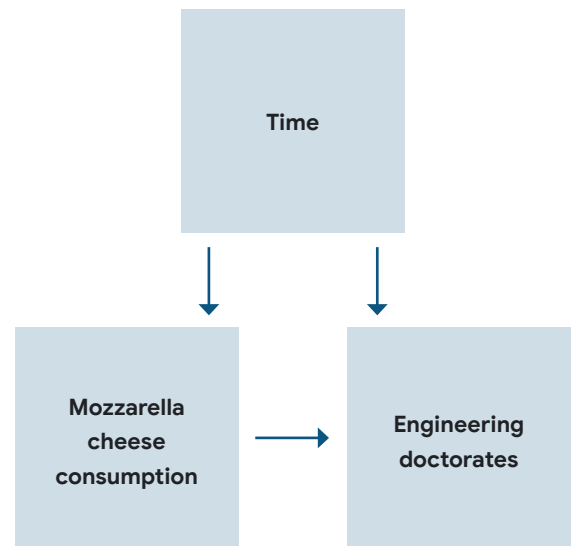 Time
Mozzarella
cheese
consumption
Engineering
doctorates